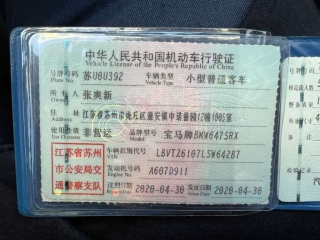 中华人民共和国机动车行驶证
Vehicle License of the People's Republic of China
号牌号码 苏U8U392 车辆类型 小型普通客车
Plate No. Vehicle Type
所有人 张奥新
Owner
住址 江苏省苏州市
Address
使用性质 非营运 品牌型号 宝马牌BMW6475RX
Use Character Model
江苏省苏州
市公安局交
通警察支队
车辆识别代号 LBVTZ6107LSW64287
VIN
发动机号码 A607D911
Engine No.
注册日期 2020-04-30 发证日期 2020-04-30
Register Date Issue Date